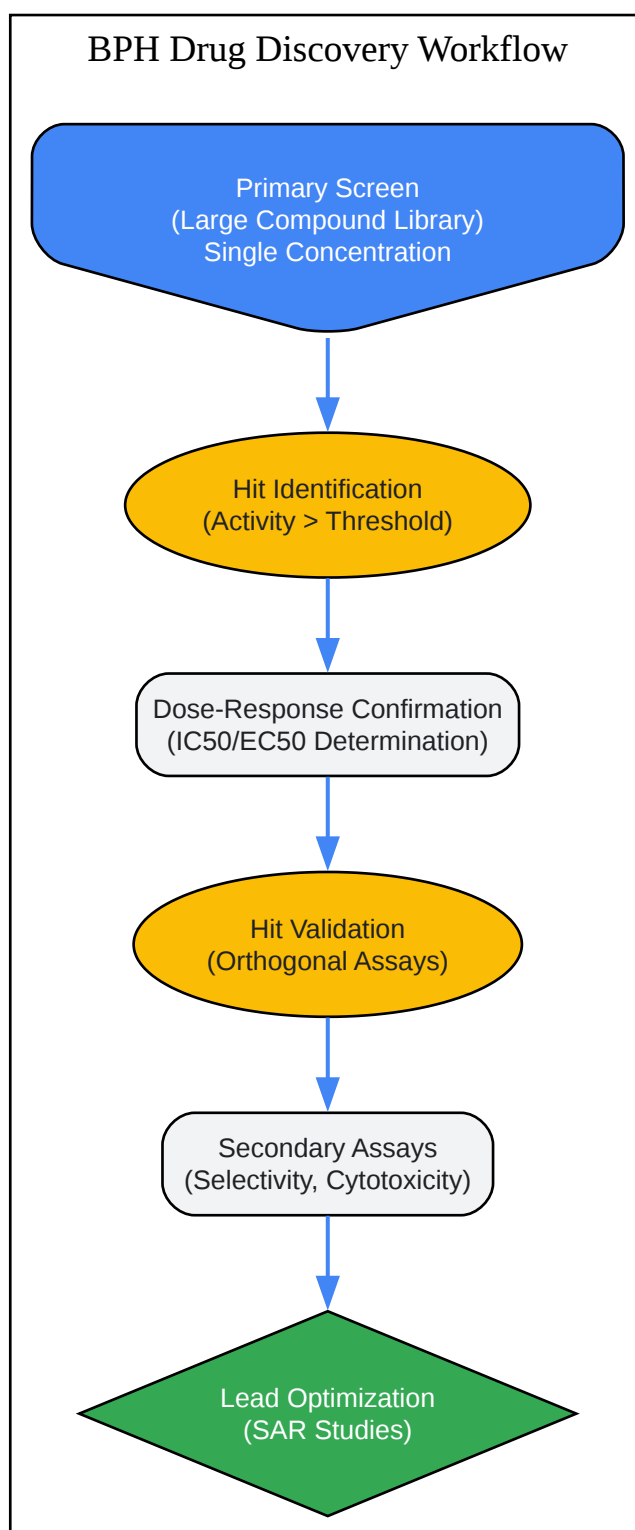 BPH Drug Discovery Workflow
Primary Screen
(Large Compound Library)
Single Concentration
Hit Identification
(Activity > Threshold)
Dose-Response Confirmation
(IC50/EC50 Determination)
Hit Validation
(Orthogonal Assays)
Secondary Assays
(Selectivity, Cytotoxicity)
Lead Optimization
(SAR Studies)